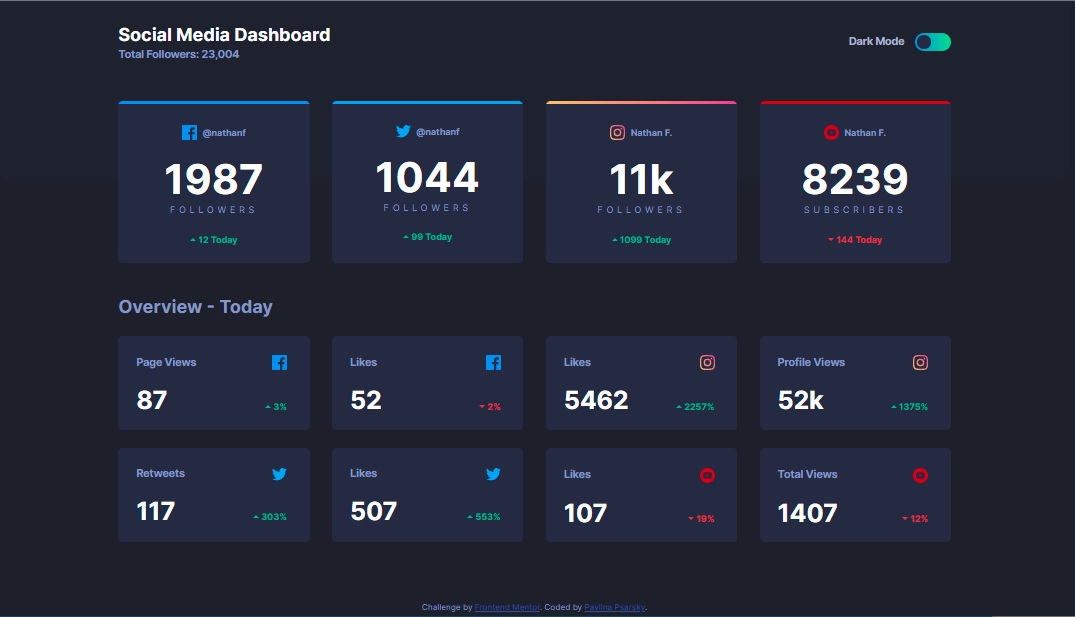 Social Media Dashboard
Total Followers: 23,004
Dark Mode
@nathanf
1987
FOLLOWERS
12 Today
@nathanf
1044
FOLLOWERS
99 Today
Nathan F.
11k
FOLLOWERS
1099 Today
Nathan F.
8239
SUBSCRIBERS
144 Today
Overview - Today
Page Views
87
3%
Likes
52
2%
Likes
5462
2257%
Profile Views
52k
1375%
Retweets
117
303%
Likes
507
553%
Likes
107
19%
Total Views
1407
12%
Challenge by Frontend Mentor. Coded by Pavlina Psarsky.